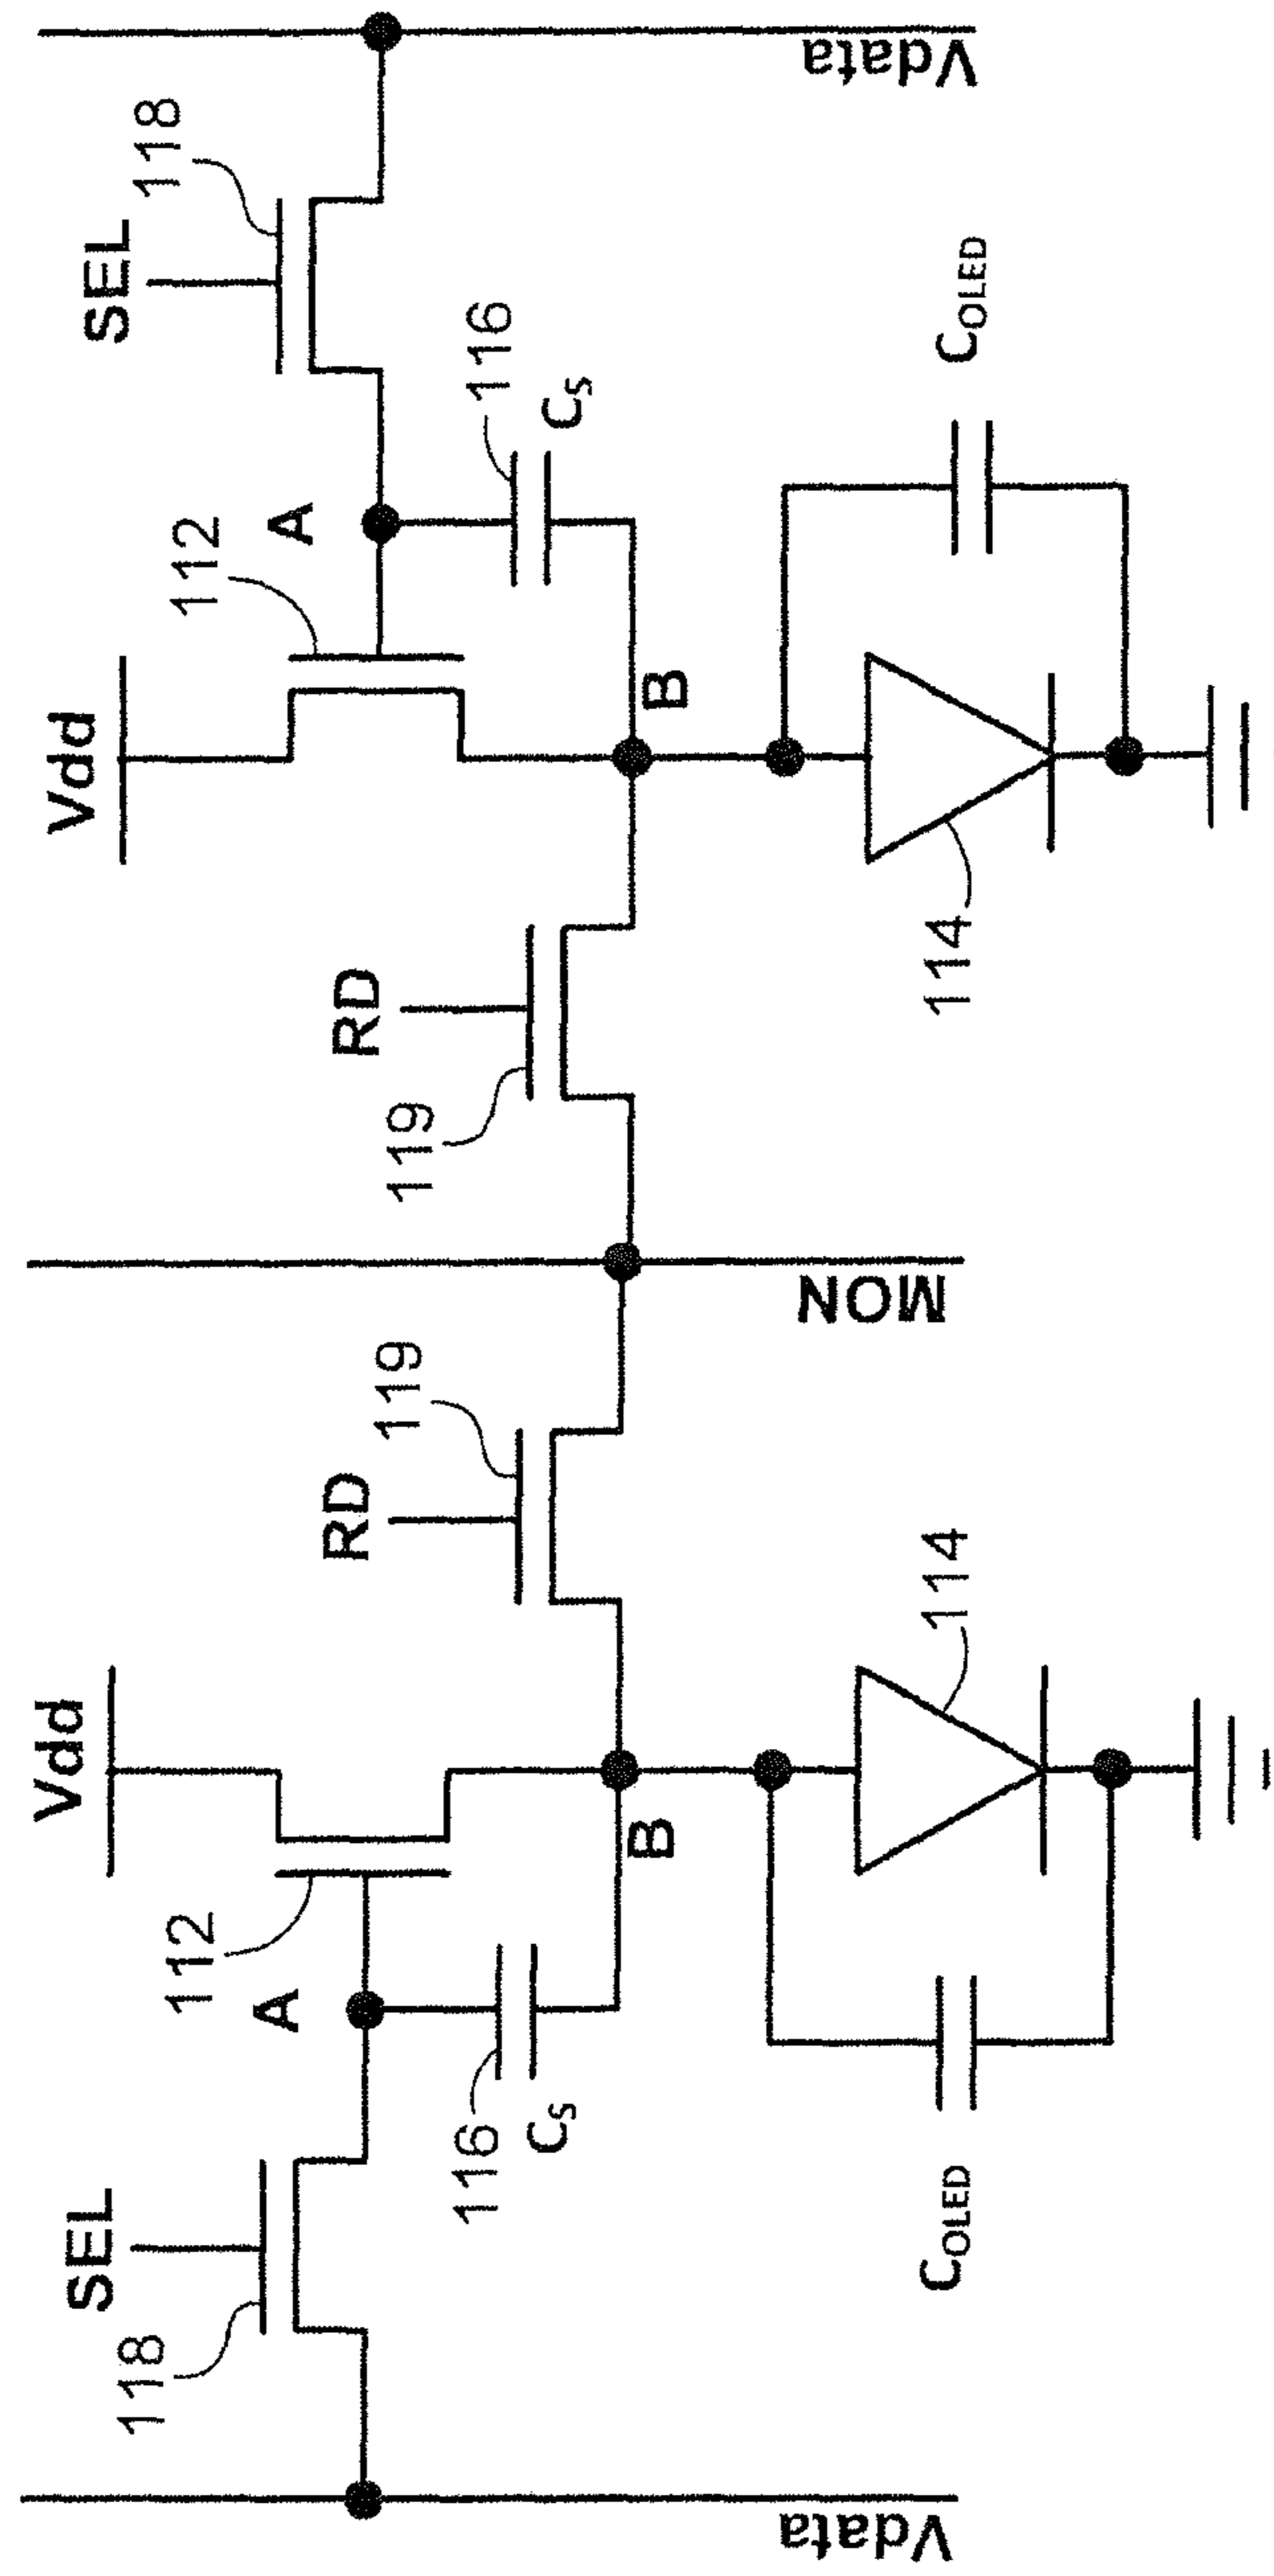 Vdd
Vdd
SEL
SEL
118
118
112
112
A
A
RD
RD
119
119
116
116
Cs
Cs
B
B
Vdata
MON
Vdata
114
114
COLED
COLED